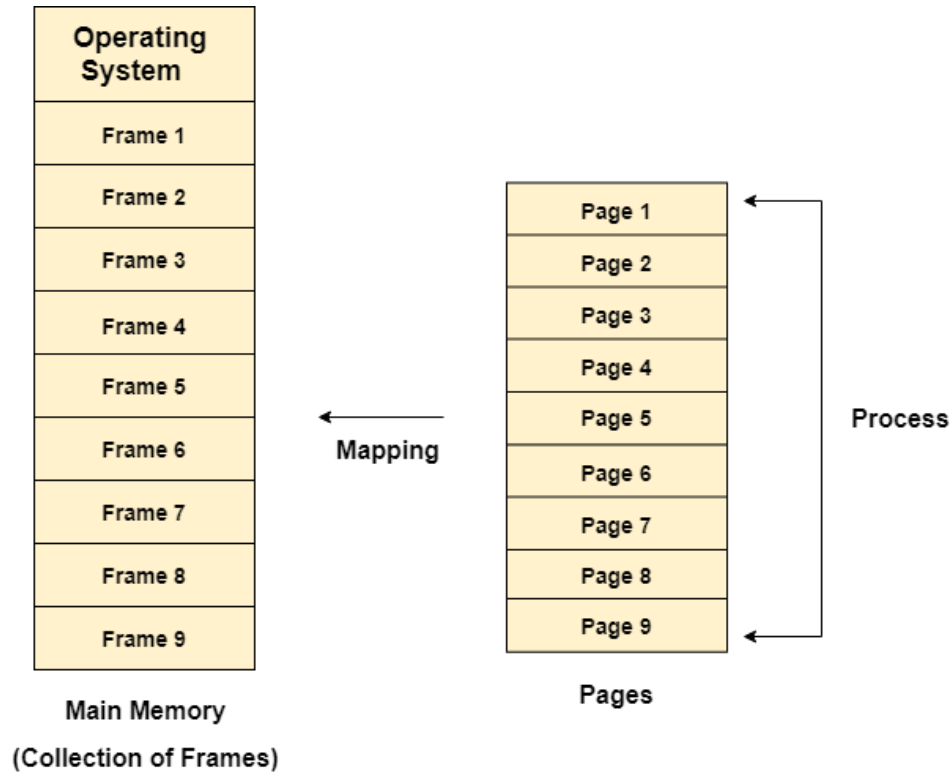 Operating
System
Frame 1
Frame 2
Frame 3
Frame 4
Frame 5
Frame 6
Frame 7
Frame 8
Frame 9
Main Memory
(Collection of Frames)
Mapping
Page 1
Page 2
Page 3
Page 4
Page 5
Page 6
Page 7
Page 8
Page 9
Pages
Process